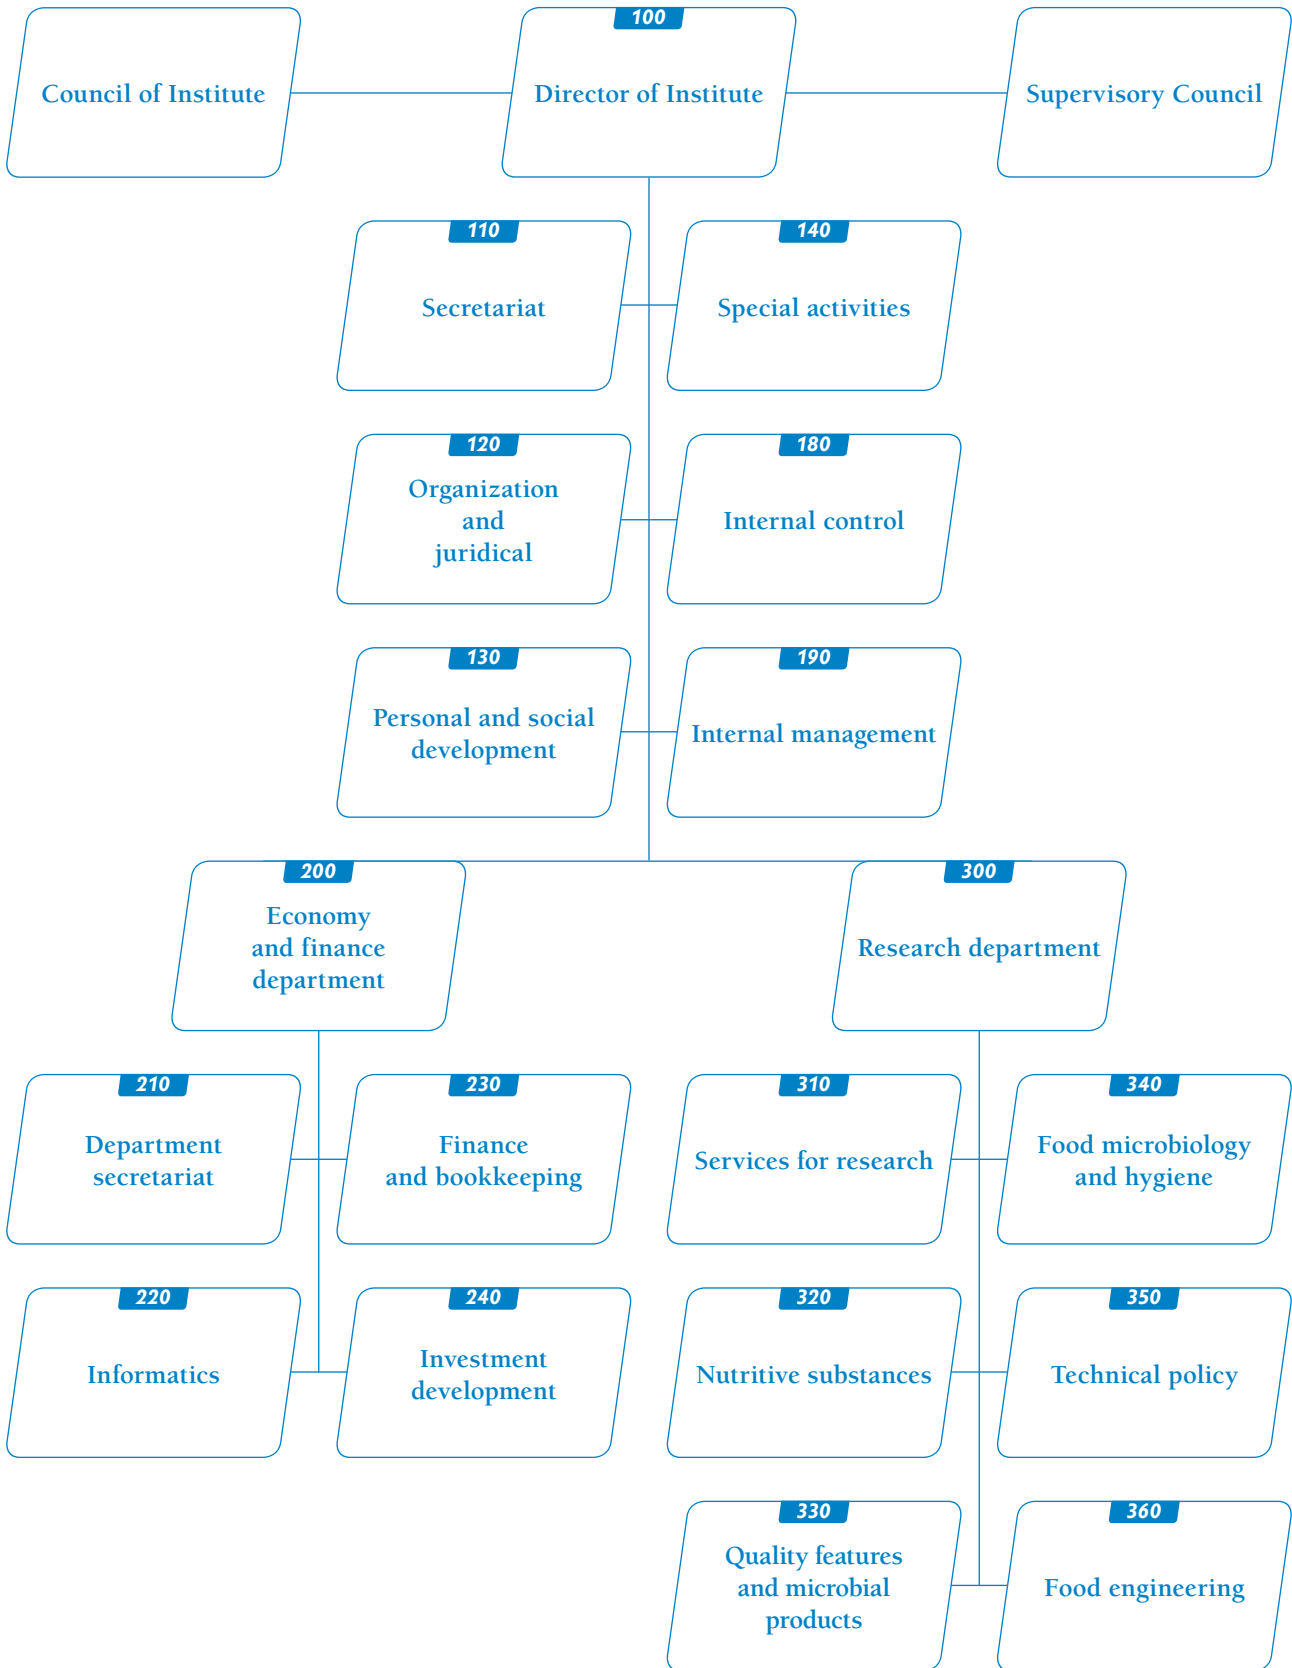 100
Council of Institute
Director of Institute
Supervisory Council
110
Secretariat
140
Special activities
120
Organization
and
juridical
180
Internal control
130
Personal and social
development
190
Internal management
200
Economy
and finance
department
300
Research department
210
Department
secretariat
230
Finance
and bookkeeping
310
Services for research
340
Food microbiology
and hygiene
220
Informatics
240
Investment
development
320
Nutritive substances
350
Technical policy
330
Quality features
and microbial
products
360
Food engineering